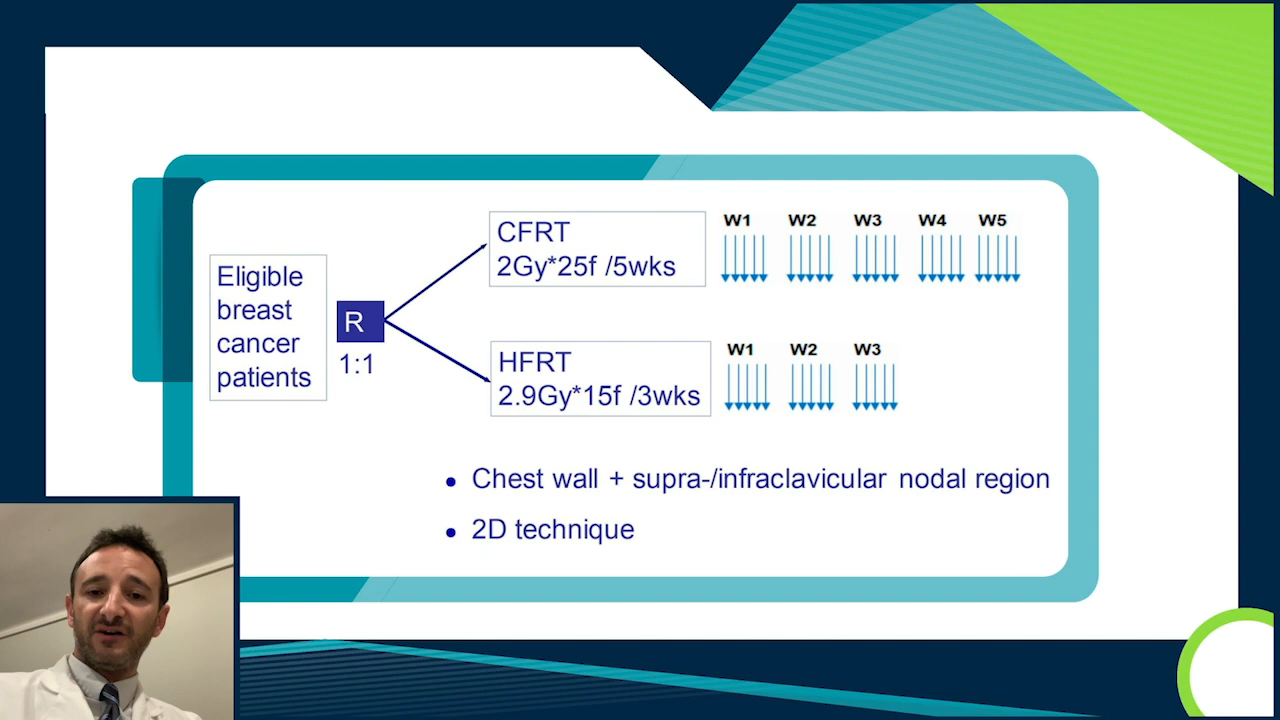 Eligible
breast
cancer
patients
R
1:1
CFRT
2Gy*25f /5wks
W1 W2 W3 W4 W5
HFRT
2.9Gy*15f /3wks
W1 W2 W3
• Chest wall + supra-/infraclavicular nodal region
• 2D technique